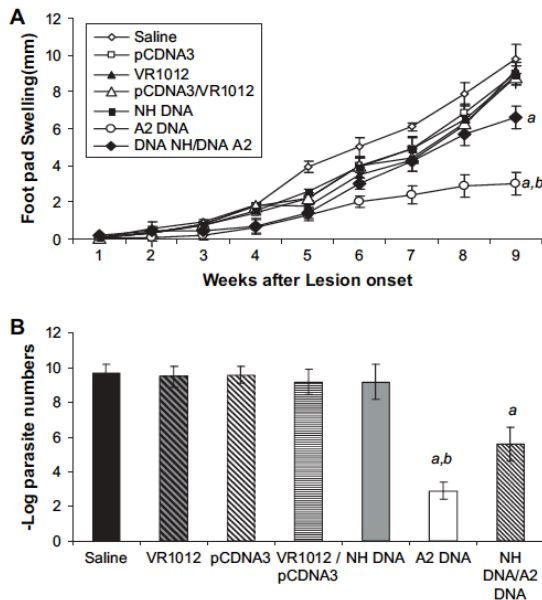 A
Foot pad Swelling(mm)
12
10
8
6
4
2
0
Saline
pCDNA3
VR1012
pCDNA3/VR1012
NH DNA
A2 DNA
DNA NH/DNA A2
a
a,b
1 2 3 4 5 6 7 8 9
Weeks after Lesion onset
B
-Log parasite numbers
12
10
8
6
4
2
0
a,b
a
Saline VR1012 pCDNA3 VR1012 / NH DNA A2 DNA NH
pCDNA3 DNA/A2
DNA